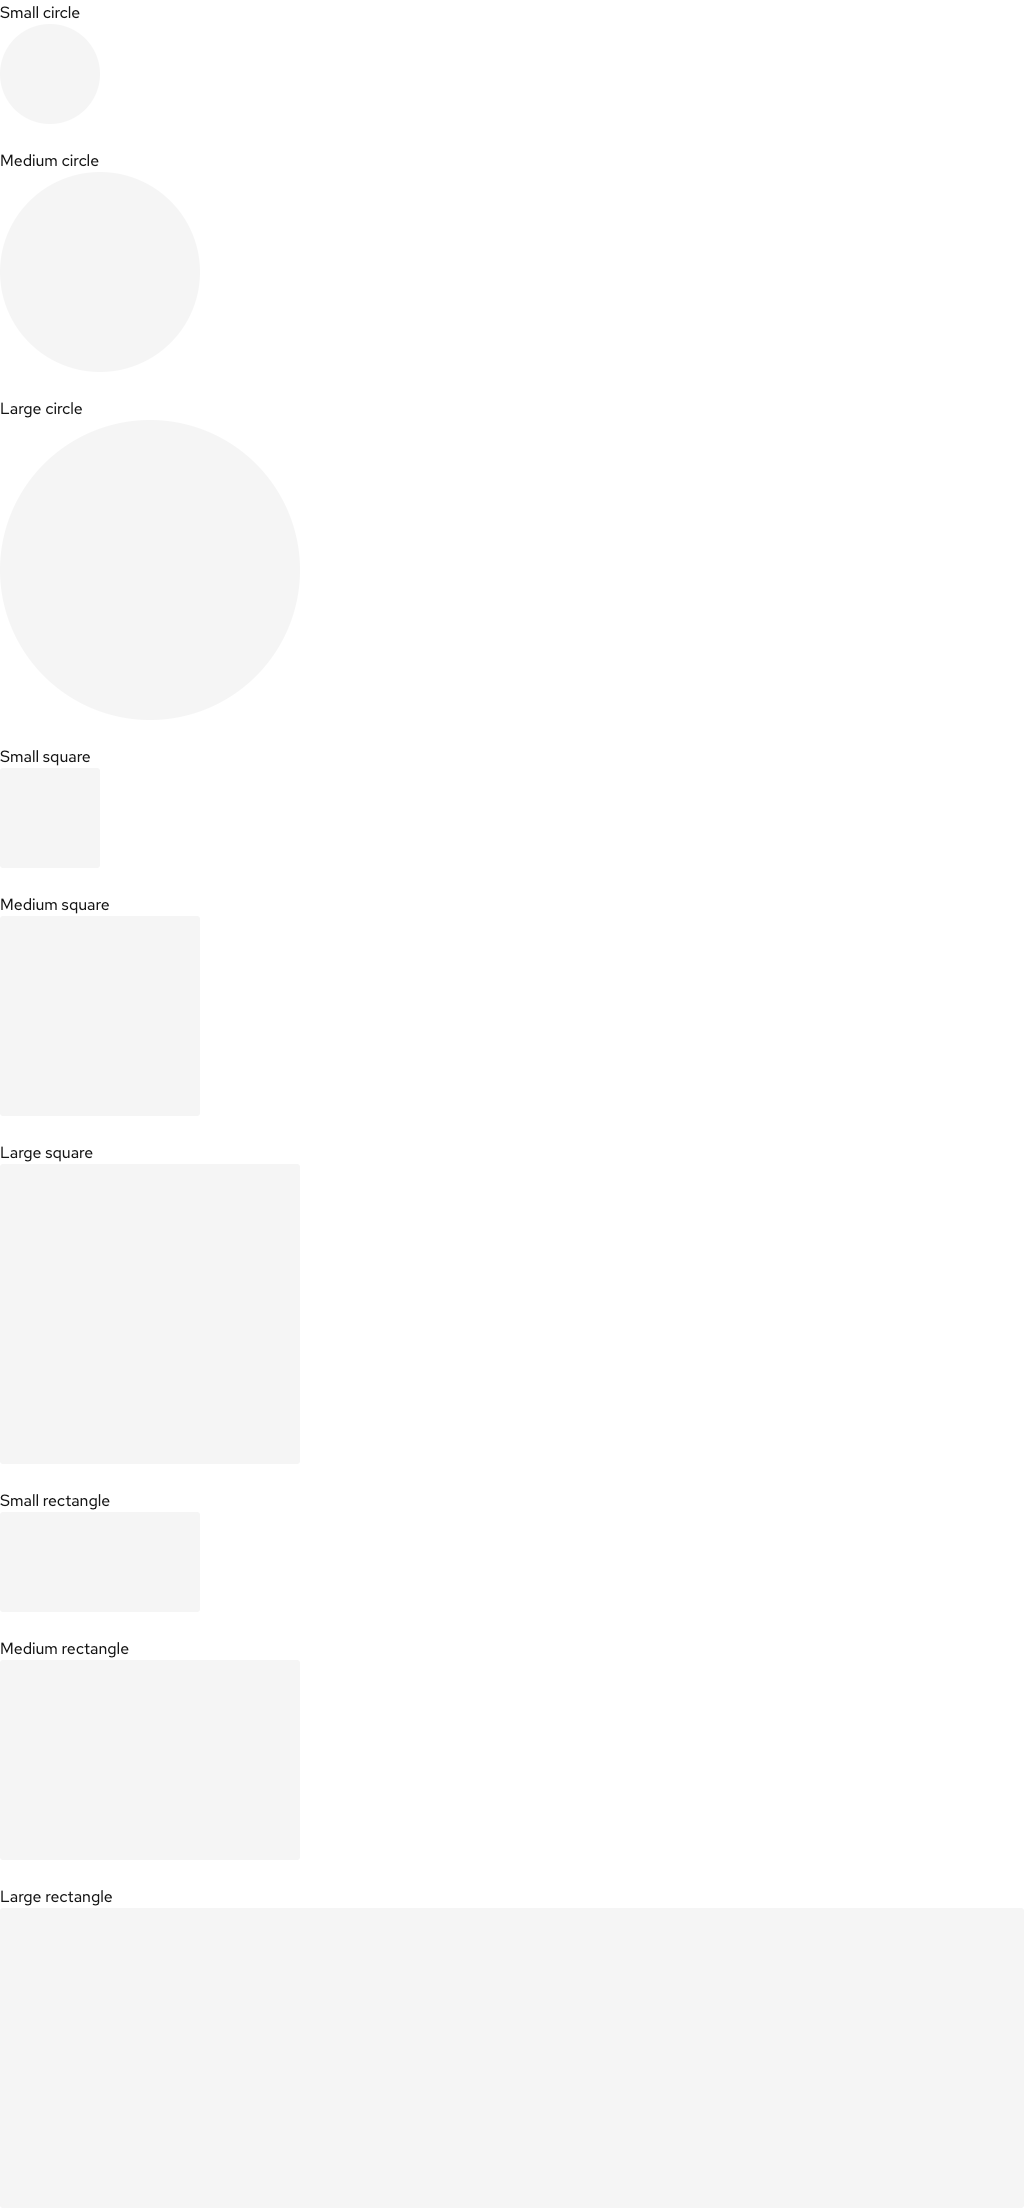 Small circle
Medium circle
Large circle
Small square
Medium square
Large square
Small rectangle
Medium rectangle
Large rectangle